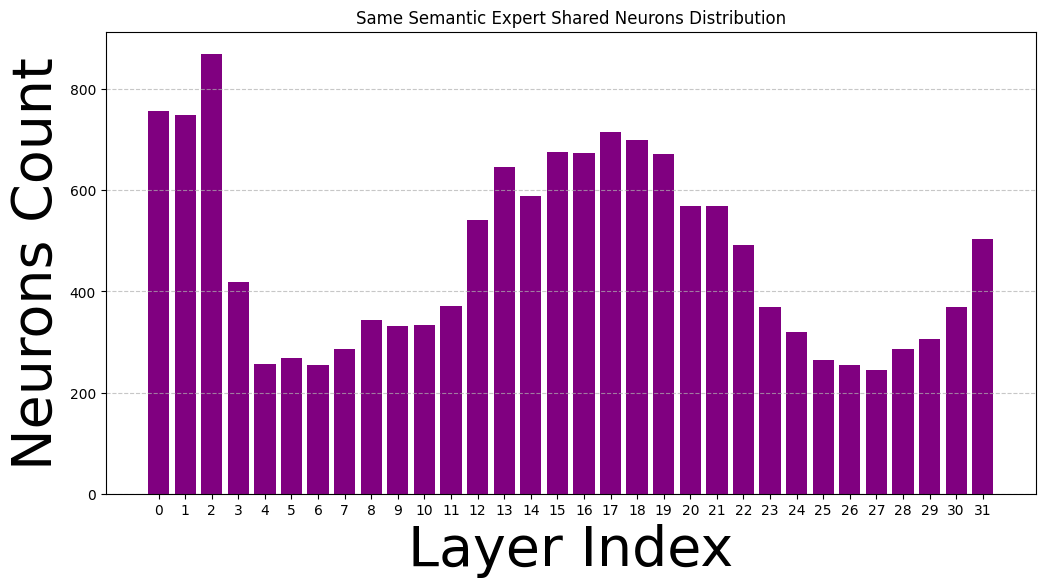 Same Semantic Expert Shared Neurons Distribution
Neurons Count
800
600
400
200
0
0 1 2 3 4 5 6 7 8 9 10 11 12 13 14 15 16 17 18 19 20 21 22 23 24 25 26 27 28 29 30 31
Layer Index